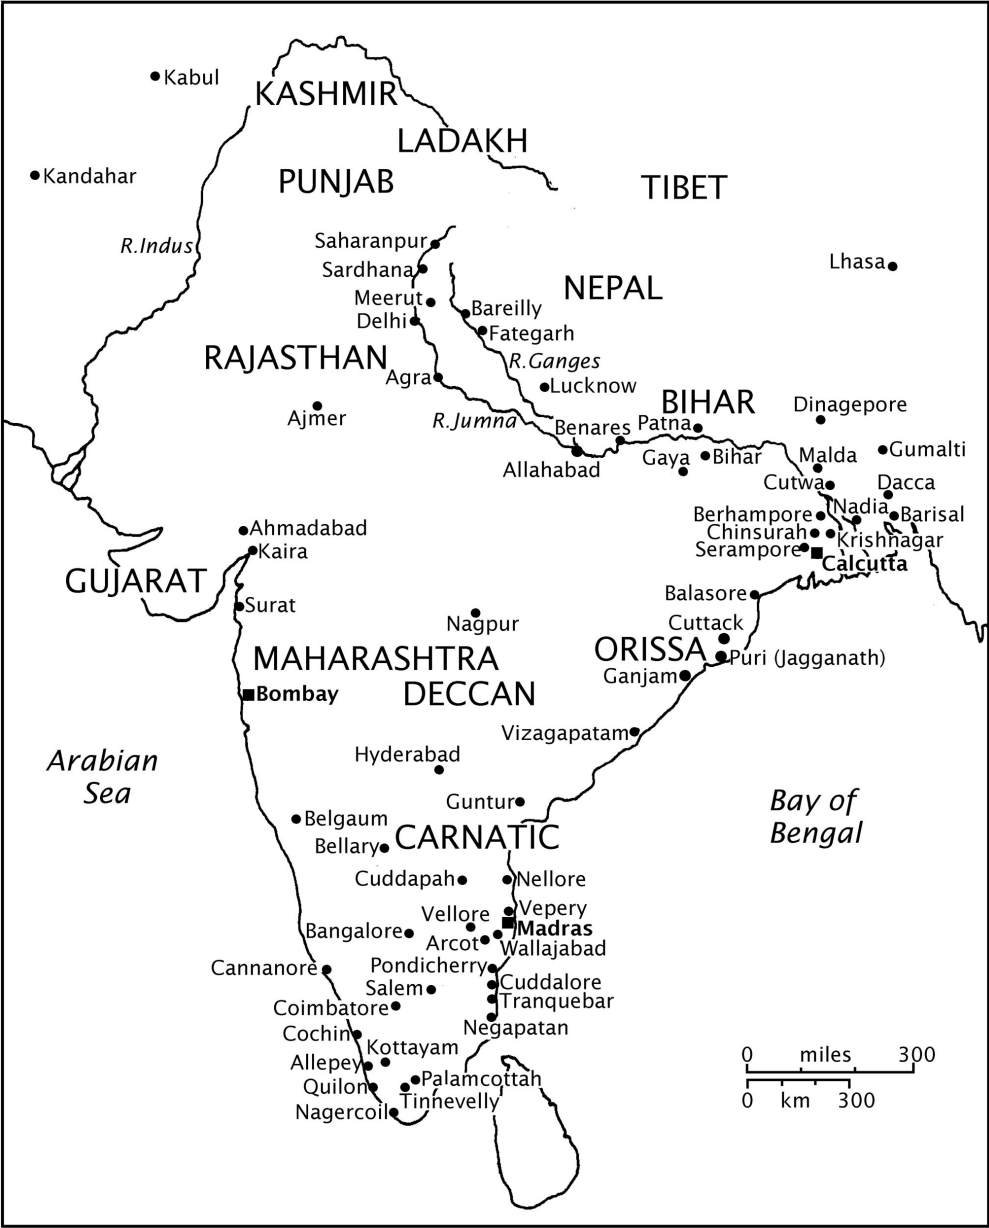 Kabul
KASHMIR
LADAKH
Kandahar
PUNJAB
TIBET
R.Indus
Saharanpur
Lhasa
Sardhana
NEPAL
Meerut
Bareilly
Delhi
Fategarh
RAJASTHAN
R.Ganges
Agra
Lucknow
BIHAR
Dinagepore
Ajmer
R.Jumna
Benares
Patna
Allahabad
Gaya
Bihar
Malda
Gumalti
Cutwa
Dacca
Nadia
Berhampore
Barisal
Ahmadabad
Chinsurah
Krishnagar
Kaira
Serampore
Calcutta
GUJARAT
Surat
Balasore
Nagpur
Cuttack
MAHARASHTRA
ORISSA
Puri (Jagganath)
Ganjam
Bombay
DECCAN
Vizagapatam
Arabian
Sea
Hyderabad
Guntur
Bay of
Bengal
Belgaum
CARNATIC
Bellary
Cuddapah
Nellore
Vellore
Vepery
Madras
Bangalore
Arcot
Wallajabad
Cannanore
Pondicherry
Salem
Cuddalore
Tranquebar
Coimbatore
Negapatan
Cochin
Kottayam
Allepey
Palamcottah
Quilon
Tinnevelly
Nagercoil
0 miles 300
0 km 300